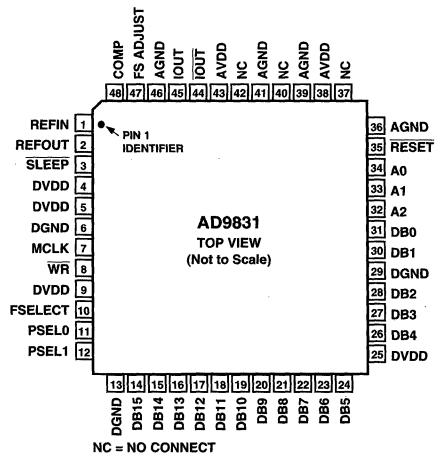 COMP
FS ADJUST
AGND
IOUT
I̅O̅U̅T̅
AVDD
NC
AGND
NC
AGND
AVDD
NC
48 47 46 45 44 43 42 41 40 39 38 37
REFIN 1
REFOUT 2
S̅L̅E̅E̅P̅ 3
DVDD 4
DVDD 5
DGND 6
MCLK 7
W̅R̅ 8
DVDD 9
FSELECT 10
PSEL0 11
PSEL1 12
PIN 1
IDENTIFIER
AD9831
TOP VIEW
(Not to Scale)
36 AGND
35 R̅E̅S̅E̅T̅
34 A0
33 A1
32 A2
31 DB0
30 DB1
29 DGND
28 DB2
27 DB3
26 DB4
25 DVDD
13 14 15 16 17 18 19 20 21 22 23 24
DGND
DB15
DB14
DB13
DB12
DB11
DB10
DB9
DB8
DB7
DB6
DB5
NC = NO CONNECT